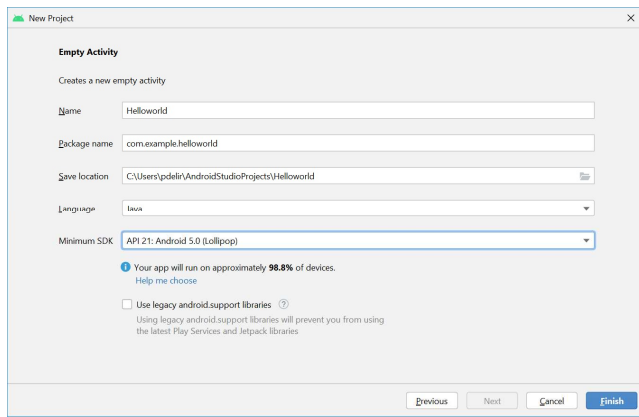 New Project
Empty Activity
Creates a new empty activity
Name Helloworld
Package name com.example.helloworld
Save location C:\Users\pdelir\AndroidStudioProjects\Helloworld
Language Java
Minimum SDK API 21: Android 5.0 (Lollipop)
Your app will run on approximately 98.8% of devices.
Help me choose
Use legacy android.support libraries ?
Using legacy android.support libraries will prevent you from using
the latest Play Services and Jetpack libraries
Previous Next Cancel Finish